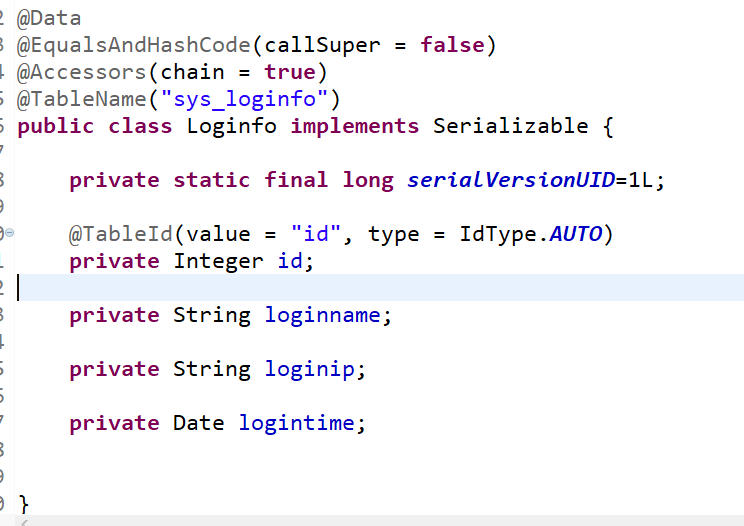 @Data
@EqualsAndHashCode(callSuper = false)
@Accessors(chain = true)
@TableName("sys_loginfo")
public class Loginfo implements Serializable {
private static final long serialVersionUID=1L;
@TableId(value = "id", type = IdType.AUTO)
private Integer id;
private String loginname;
private String loginip;
private Date logintime;
}